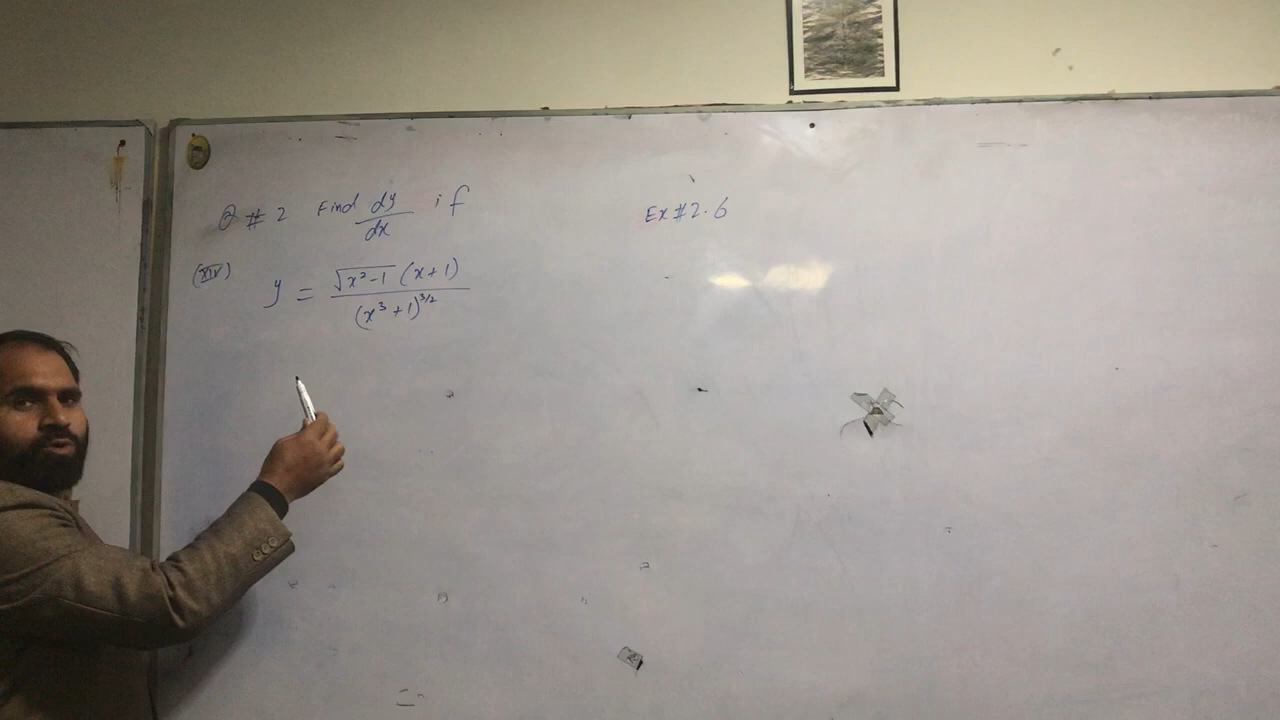 Q # 2 Find dy/dx if
Ex # 2.6
(xiv) y = √(x²-1) (x+1) / (x³+1)^3/2